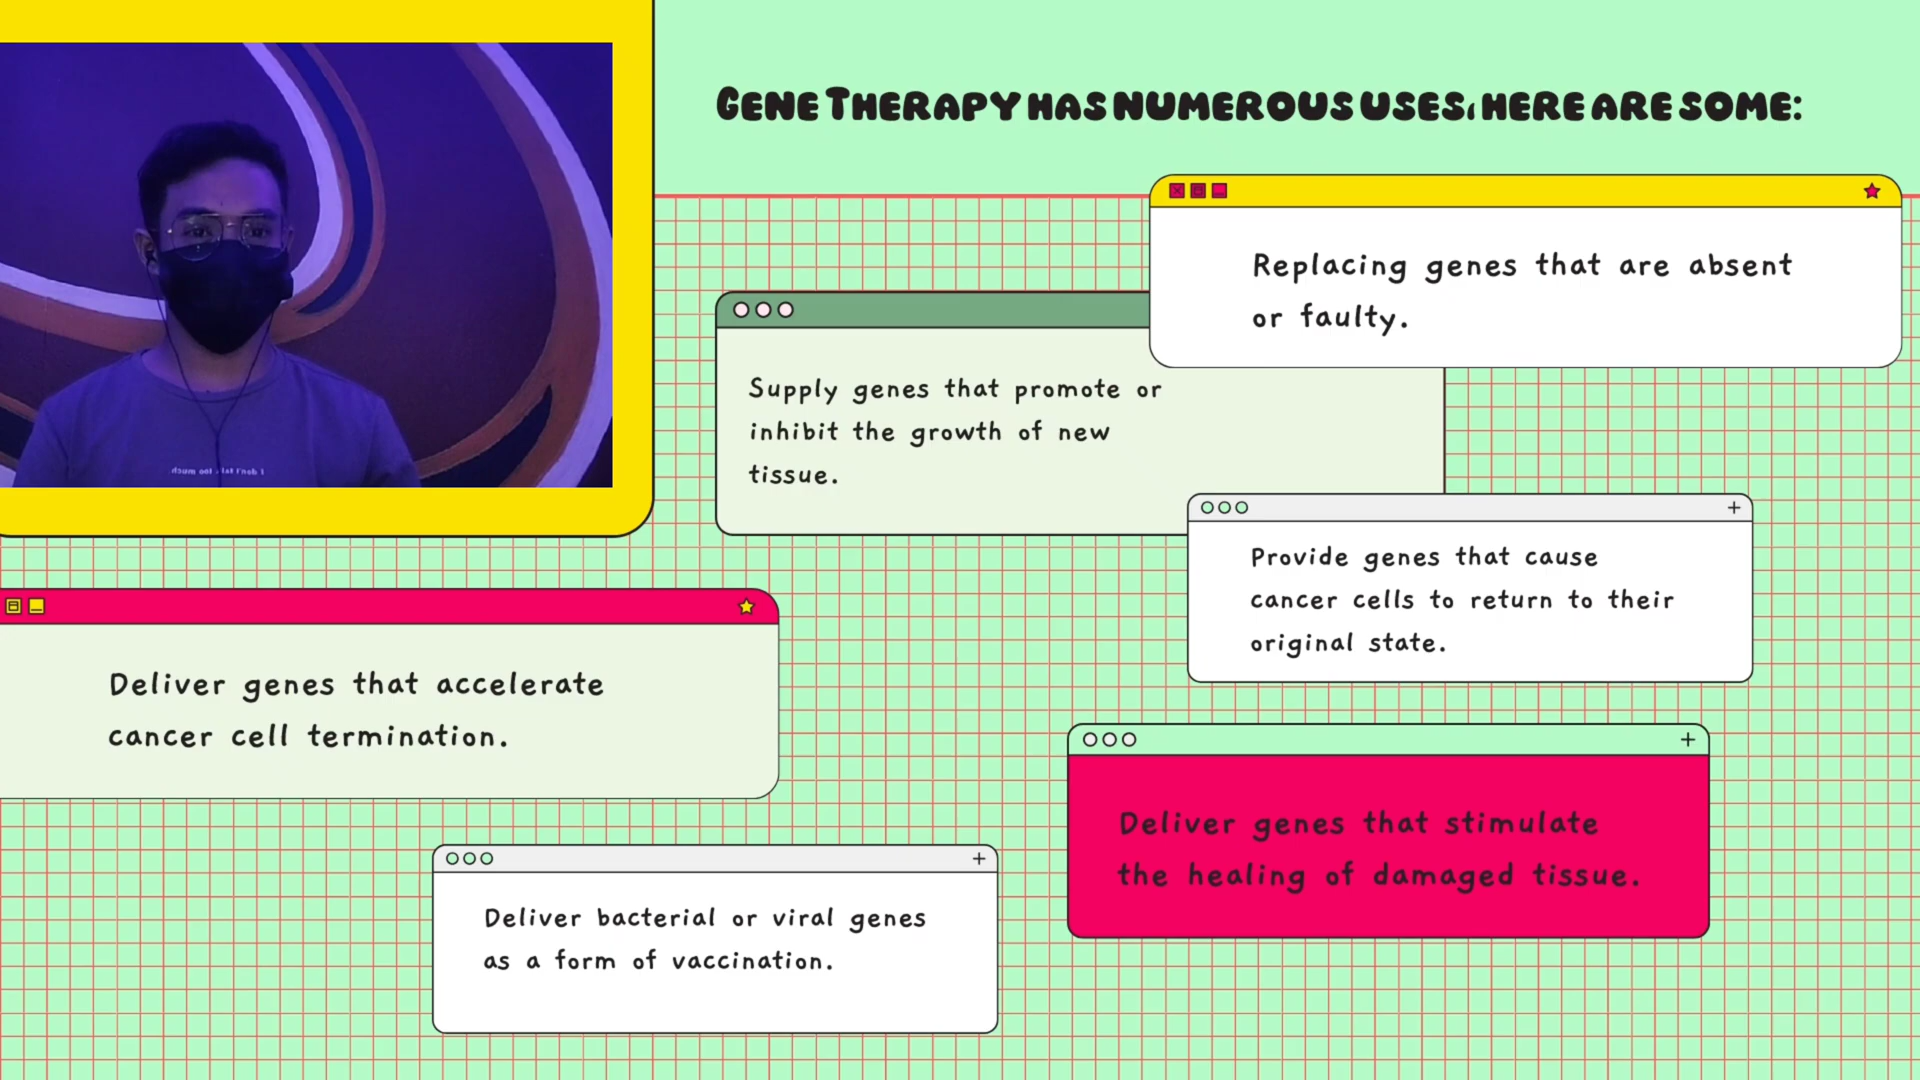 GENE THERAPY HAS NUMEROUS USES, HERE ARE SOME:
Replacing genes that are absent
or faulty.
Supply genes that promote or
inhibit the growth of new
tissue.
Provide genes that cause
cancer cells to return to their
original state.
Deliver genes that accelerate
cancer cell termination.
Deliver genes that stimulate
the healing of damaged tissue.
Deliver bacterial or viral genes
as a form of vaccination.